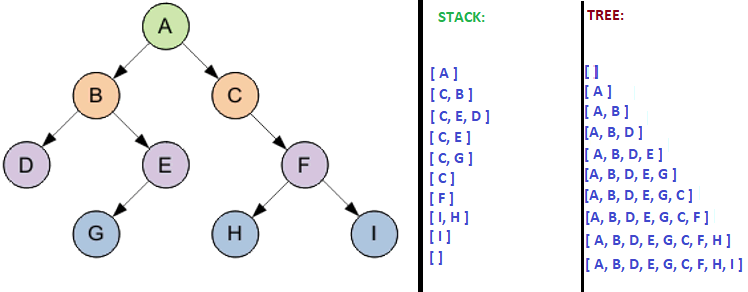 A
B
C
D
E
F
G
H
I
STACK:
[ A ]
[ C, B ]
[ C, E, D ]
[ C, E ]
[ C, G ]
[ C ]
[ F ]
[ I, H ]
[ I ]
[ ]
TREE:
[ ]
[ A ]
[ A, B ]
[A, B, D ]
[ A, B, D, E ]
[A, B, D, E, G ]
[A, B, D, E, G, C ]
[A, B, D, E, G, C, F ]
[ A, B, D, E, G, C, F, H ]
[ A, B, D, E, G, C, F, H, I ]